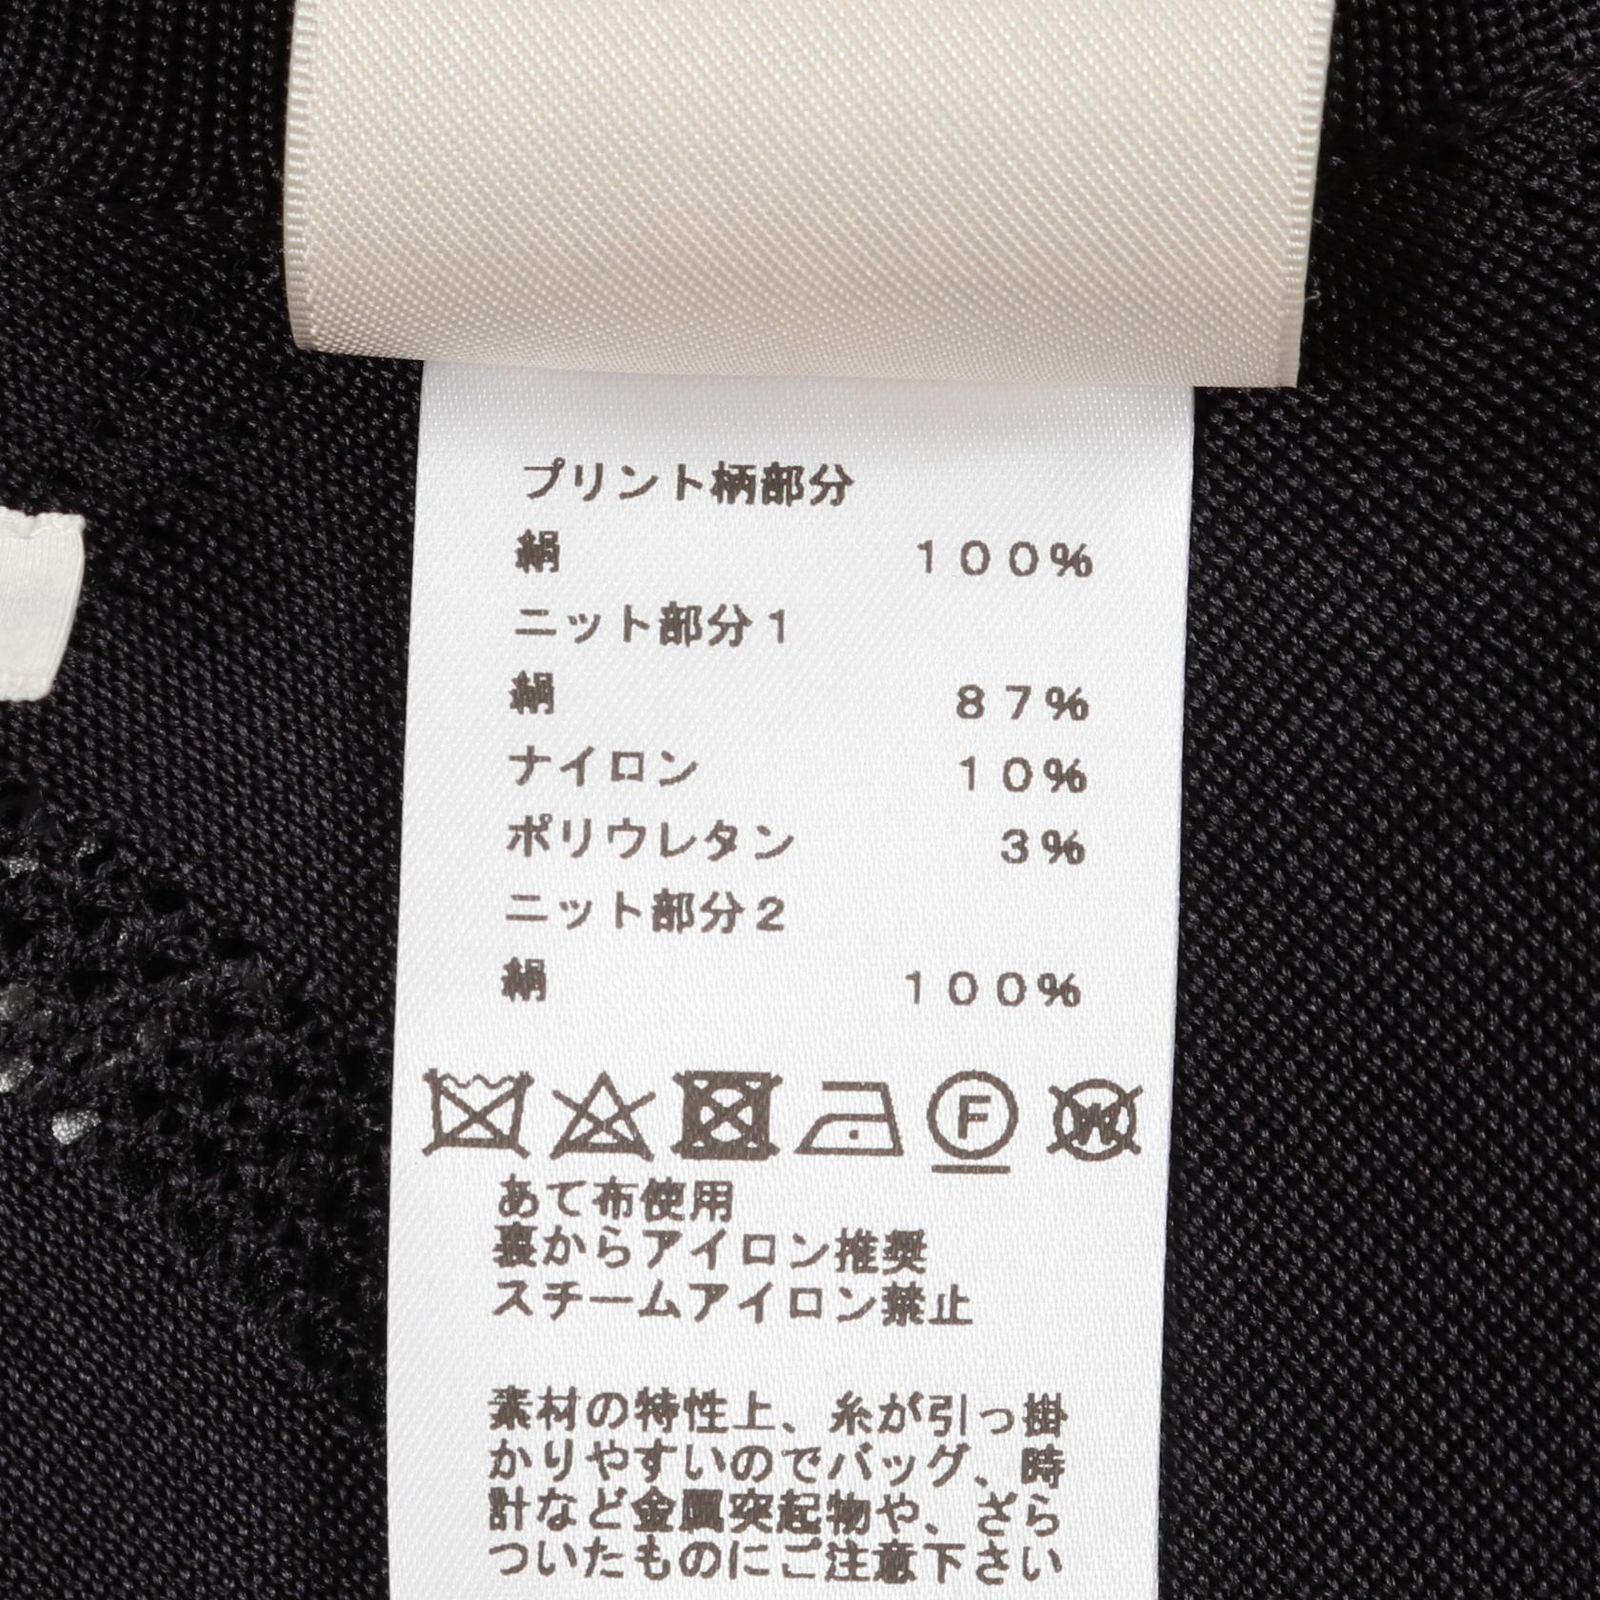 プリント柄部分
絹 100%
ニット部分1
絹 87%
ナイロン 10%
ポリウレタン 3%
ニット部分2
絹 100%
F W
あて布使用
裏からアイロン推奨
スチームアイロン禁止
素材の特性上、糸が引っ掛
かりやすいのでバッグ、時
計など金属突起物や、ざら
ついたものにご注意下さい